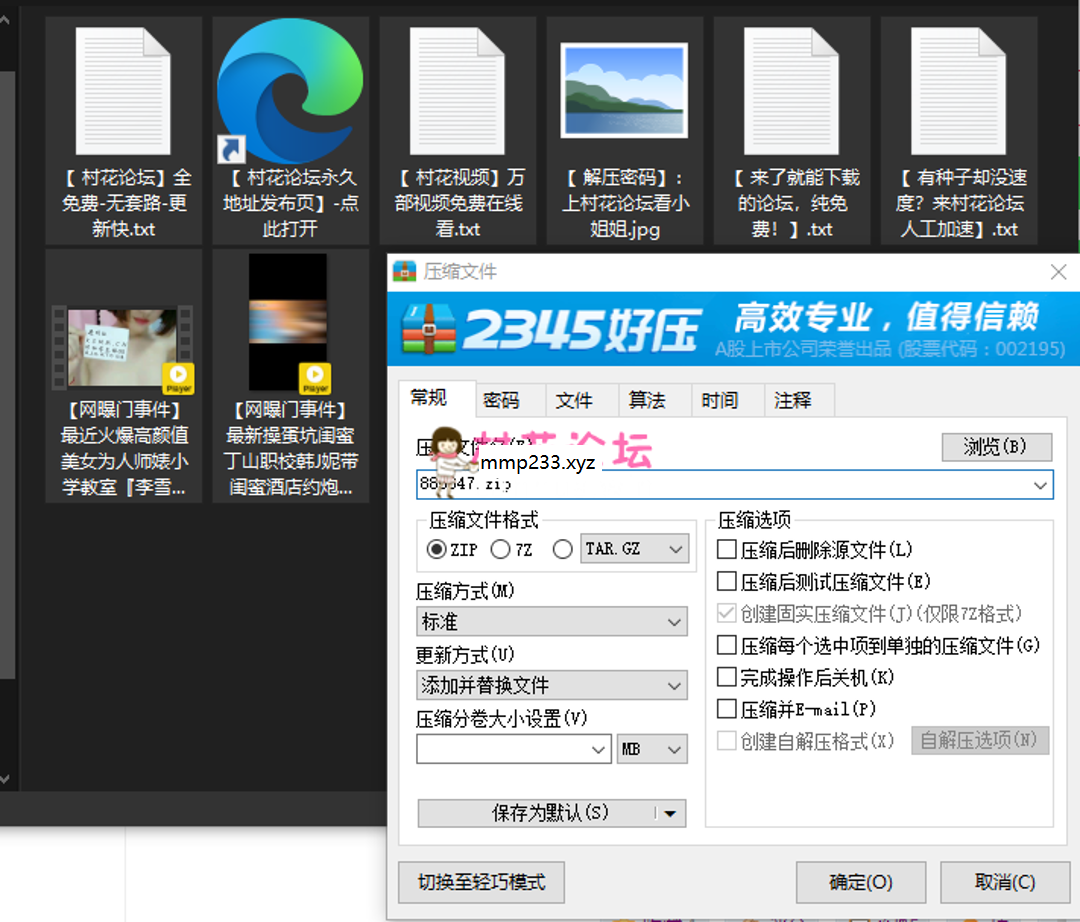 【 村花论坛】全
免费-无套路-更
新快.txt
【 村花论坛永久
地址发布页】-点
此打开
【 村花视频】万
部视频免费在线
看.txt
【 解压密码】：
上村花论坛看小
姐姐.jpg
【 来了就能下载
的论坛，纯免
费！】.txt
【 有种子却没速
度？来村花论坛
人工加速】.txt
【网曝门事件】
最近火爆高颜值
美女为人师婊小
学教室『李雪...
【网曝门事件】
最新操蛋坑闺蜜
丁山职校韩J妮带
闺蜜酒店约炮...
Player
Player
压缩文件
2345好压
高效专业，值得信赖
A股上市公司荣誉出品 (股票代码：002195)
常规
密码
文件
算法
时间
注释
村花论坛
mmp233.xyz
浏览(B)
压缩文件格式
ZIP
7Z
TAR.GZ
压缩方式(M)
标准
更新方式(U)
添加并替换文件
压缩分卷大小设置(V)
MB
保存为默认(S)
压缩选项
压缩后删除源文件(L)
压缩后测试压缩文件(E)
创建固实压缩文件(J)(仅限7Z格式)
压缩每个选中项到单独的压缩文件(G)
完成操作后关机(K)
压缩并E-mail(P)
创建自解压格式(X)
自解压选项(N)
切换至轻巧模式
确定(O)
取消(C)